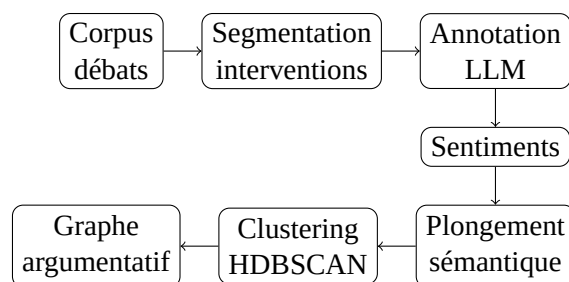 Corpus
débats
Segmentation
interventions
Annotation
LLM
Sentiments
Plongement
sémantique
Clustering
HDBSCAN
Graphe
argumentatif